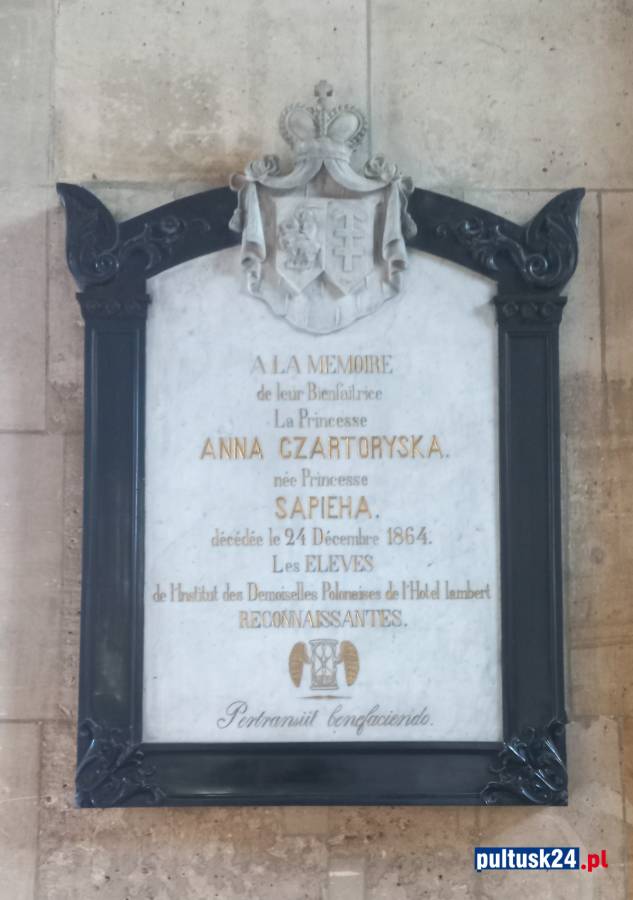 A LA MEMOIRE
de leur Bienfaitrice
La Princesse
ANNA CZARTORYSKA.
née Princesse
SAPIEHA.
décédée le 24 Décembre 1864.
Les ELEVES
de l'Institut des Demoiselles Polonaises de l'Hotel lambert
RECONNAISSANTES.
Pertransiit benefaciendo.
pultusk24.pl